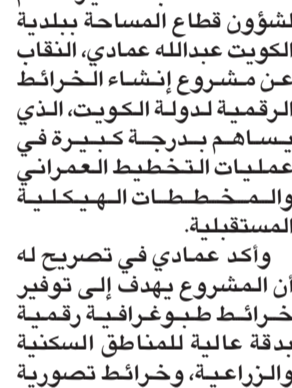 لشؤون قطاع المساحة ببلدية
الكويت عبدالله عمادي، النقاب
عن مشروع إنشاء الخرائط
الرقمية لدولة الكويت، الذي
يساهم بدرجة كبيرة في
عمليات التخطيط العمراني
والمخططات الهيكلية
المستقبلية.
وأكد عمادي في تصريح له
أن المشروع يهدف إلى توفير
خرائط طبوغرافية رقمية
بدقة عالية للمناطق السكنية
والزراعية، وخرائط تصورية